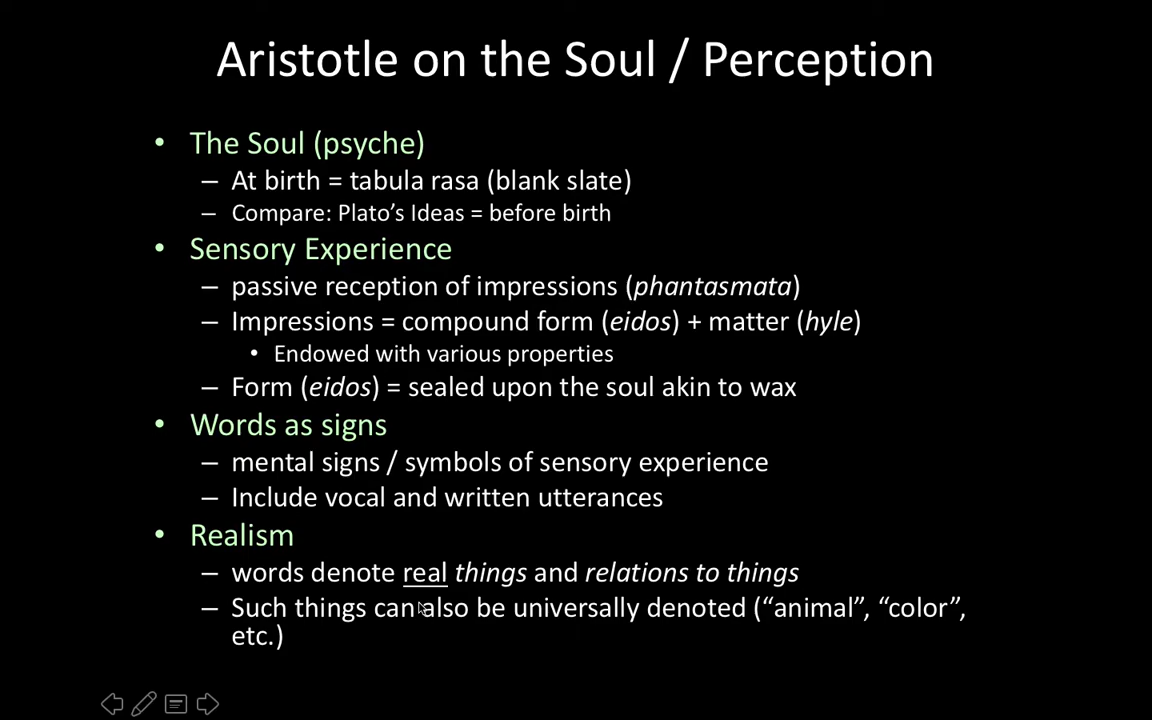 Aristotle on the Soul / Perception
• The Soul (psyche)
– At birth = tabula rasa (blank slate)
– Compare: Plato’s Ideas = before birth
• Sensory Experience
– passive reception of impressions (phantasmata)
– Impressions = compound form (eidos) + matter (hyle)
• Endowed with various properties
– Form (eidos) = sealed upon the soul akin to wax
• Words as signs
– mental signs / symbols of sensory experience
– Include vocal and written utterances
• Realism
– words denote real things and relations to things
– Such things can also be universally denoted (“animal”, “color”,
etc.)